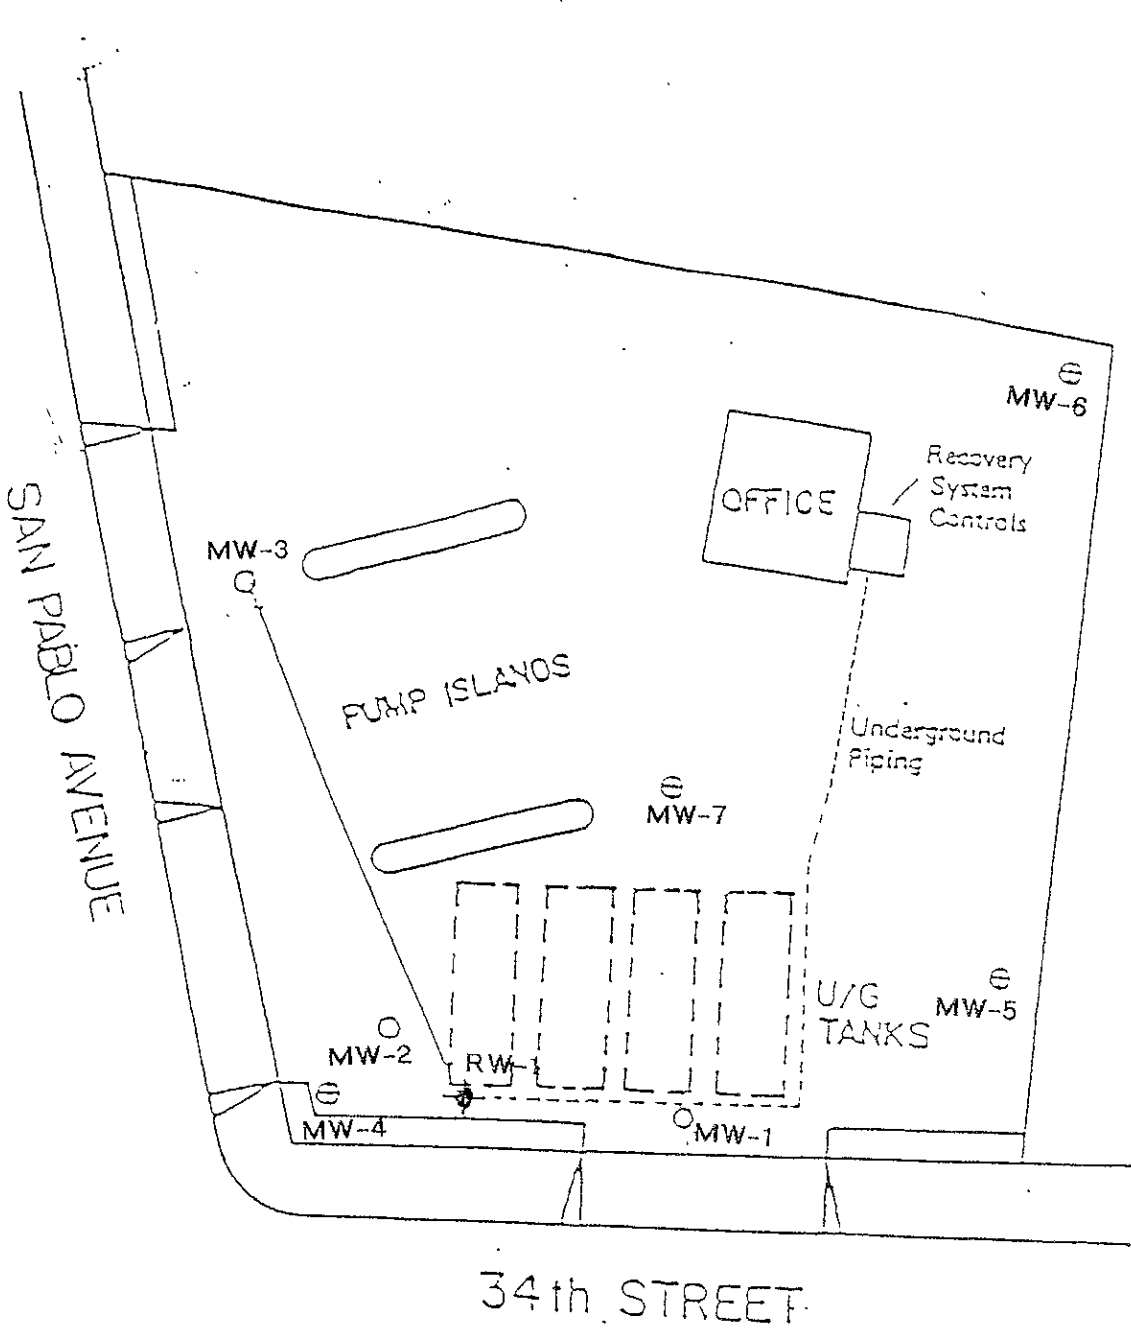 MW-6
Recovery
System
Controls
OFFICE
MW-3
SAN PABLO AVENUE
PUMP ISLANDS
Underground
Piping
MW-7
U/G
TANKS
MW-5
MW-2
RW-1
MW-4
MW-1
34th STREET